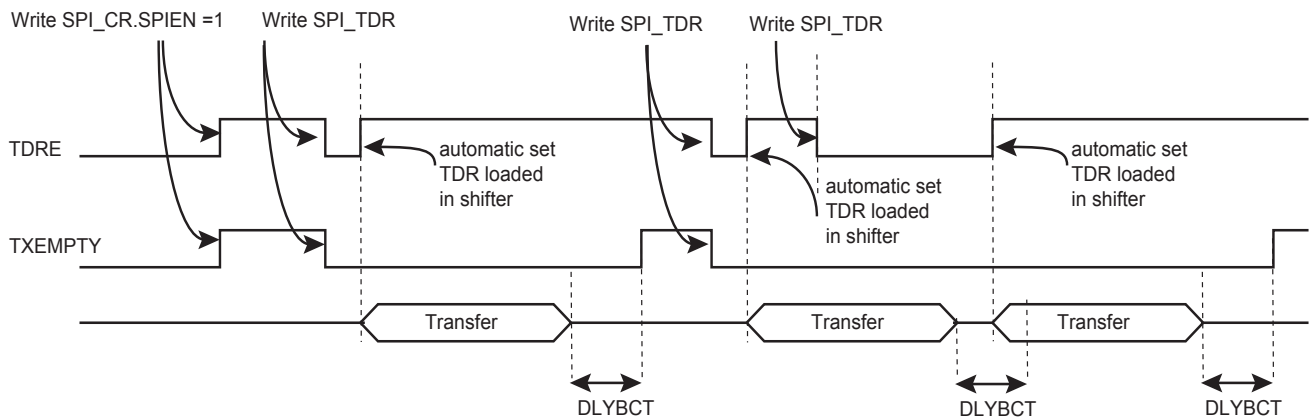 Write SPI_CR.SPIEN =1
Write SPI_TDR
Write SPI_TDR
Write SPI_TDR
TDRE
automatic set
TDR loaded
in shifter
automatic set
TDR loaded
in shifter
automatic set
TDR loaded
in shifter
TXEMPTY
Transfer
Transfer
Transfer
DLYBCT
DLYBCT
DLYBCT